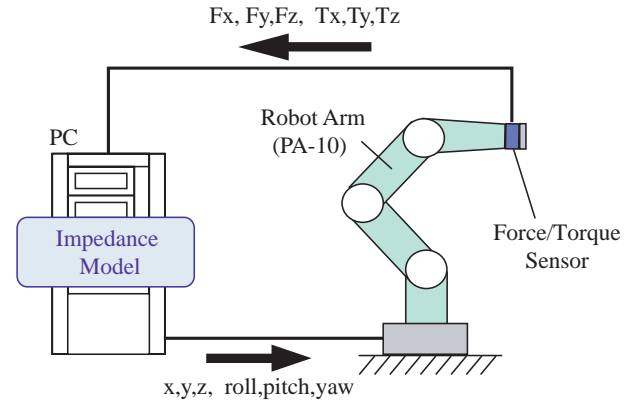 Fx, Fy,Fz, Tx,Ty,Tz
Robot Arm
(PA-10)
PC
Impedance
Model
Force/Torque
Sensor
x,y,z, roll,pitch,yaw